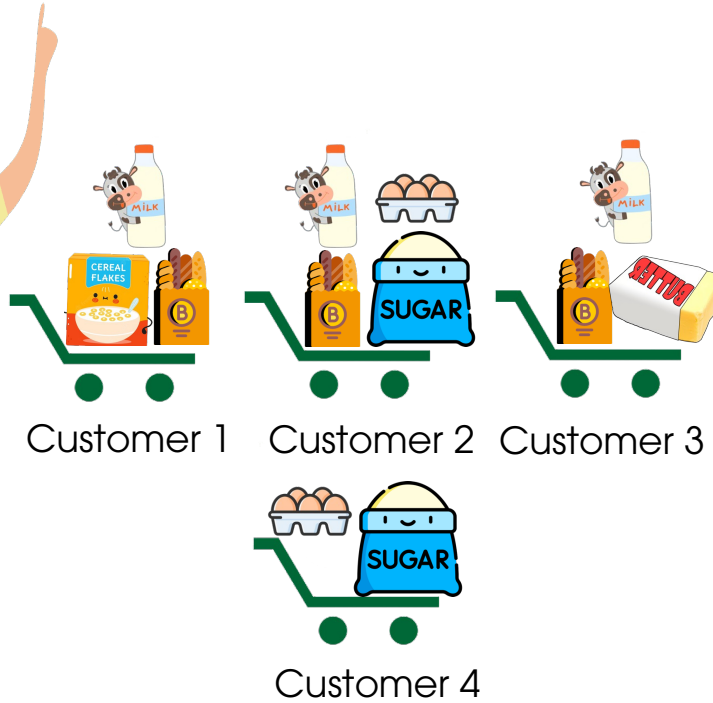 MiLK
MiLK
MiLK
CEREAL
FLAKES
B
B
SUGAR
B
BUTTER
Customer 1
Customer 2
Customer 3
SUGAR
Customer 4